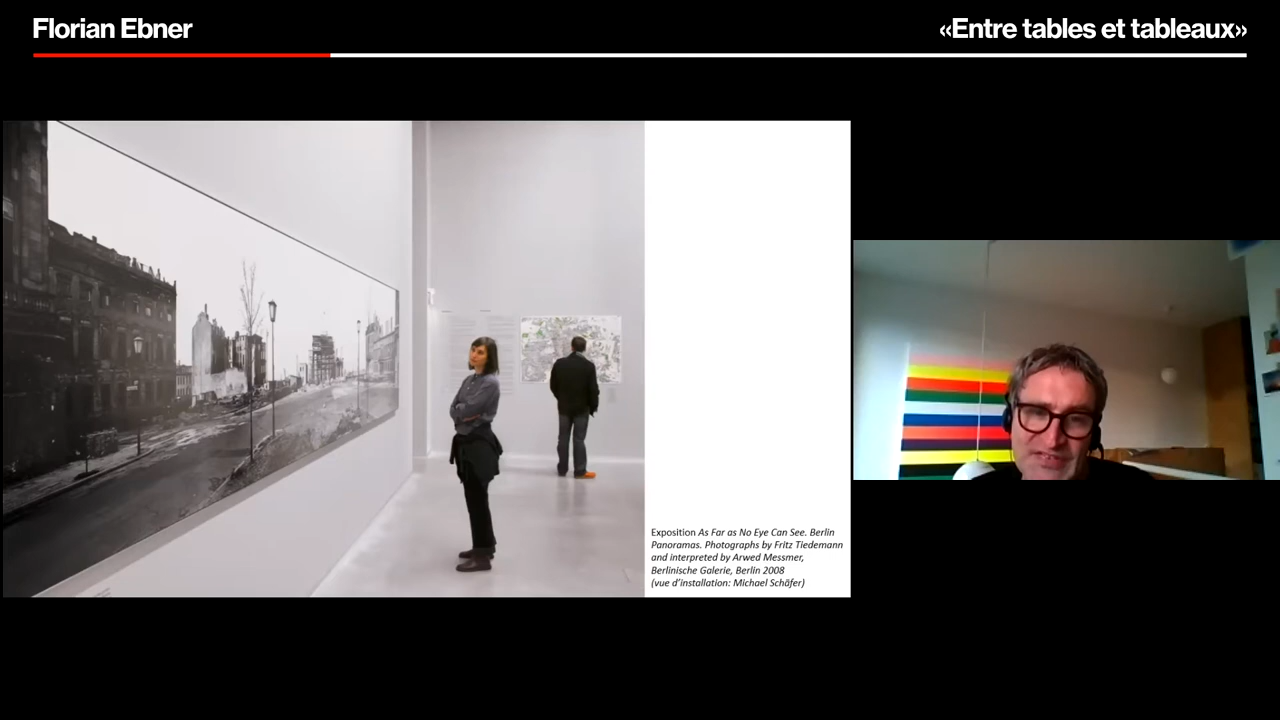 Florian Ebner
«Entre tables et tableaux»
Exposition As Far as No Eye Can See. Berlin
Panoramas. Photographs by Fritz Tiedemann
and interpreted by Arwed Messmer,
Berlinische Galerie, Berlin 2008
(vue d'installation: Michael Schäfer)